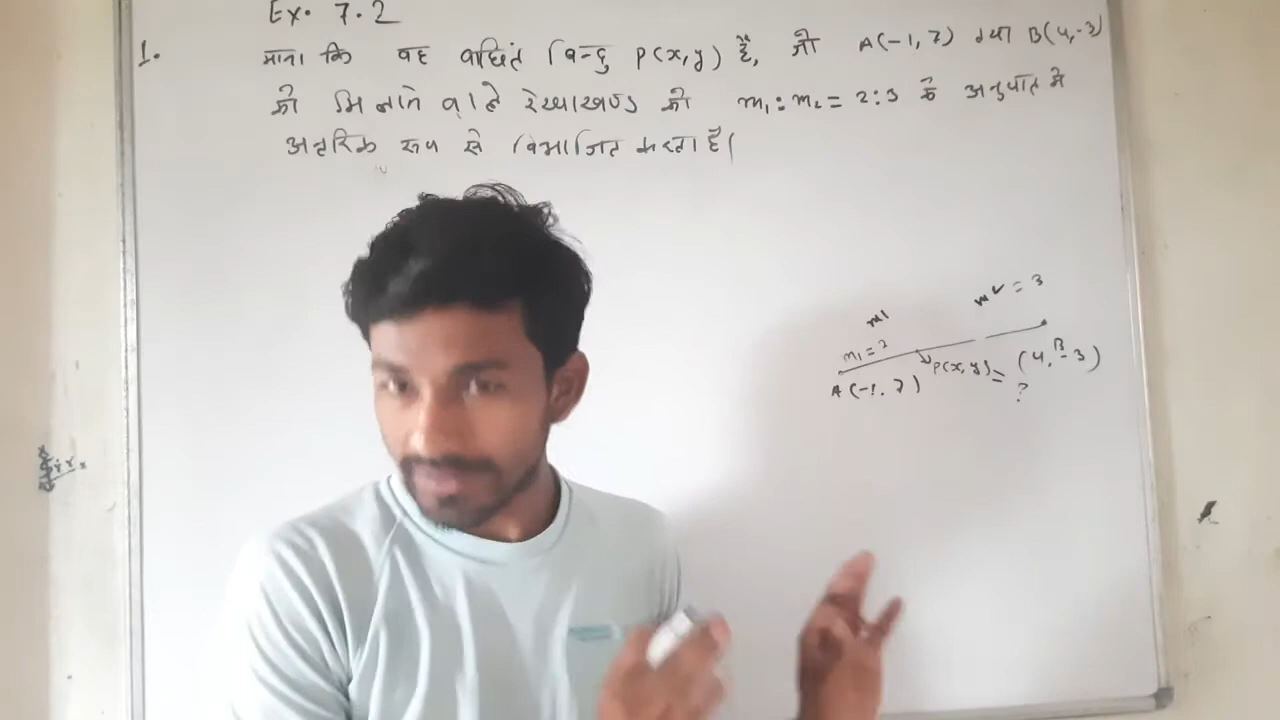 Ex. 7.2
1. माना कि वह वांछित बिन्दु P(x,y) है, जो A(-1,7) तथा B(4,-3)
को मिलाने वाले रेखाखण्ड को m₁:m₂= 2:3 के अनुपात में
अन्तरिक रूप से विभाजित करता है।
m₂ = 3
m1
m₁=2
B
A(-1,7) P(x,y)= (4,-3)
?